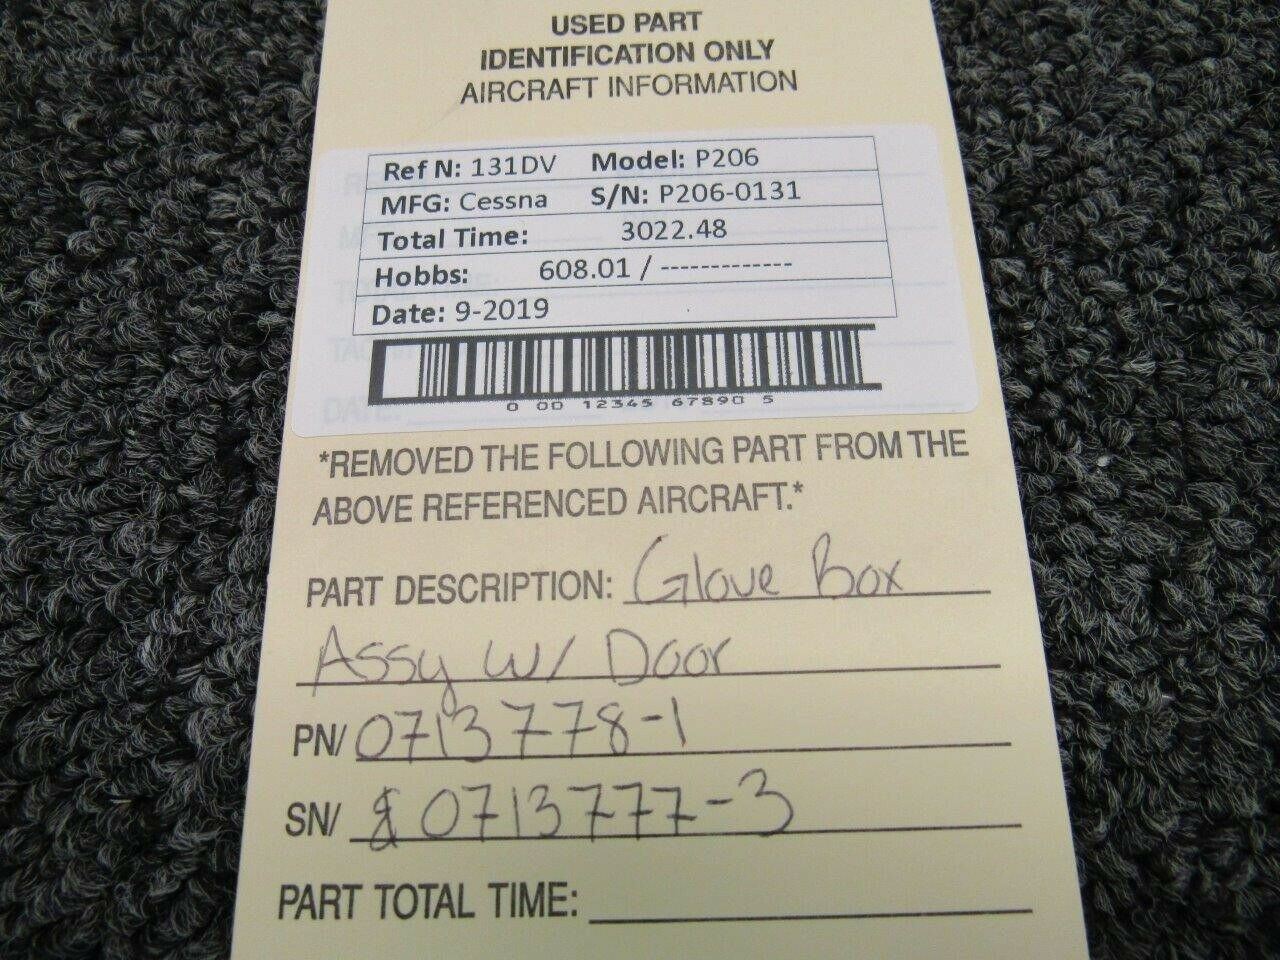 USED PART
IDENTIFICATION ONLY
AIRCRAFT INFORMATION
Ref N: 131DV Model: P206
MFG: Cessna S/N: P206-0131
Total Time: 3022.48
Hobbs: 608.01 / -------------
Date: 9-2019
0 00 12345 67890 5
DATE:
*REMOVED THE FOLLOWING PART FROM THE
ABOVE REFERENCED AIRCRAFT.*
PART DESCRIPTION: Glove Box
Assy w/ Door
PN/ 0713778-1
SN/ & 0713777-3
PART TOTAL TIME: